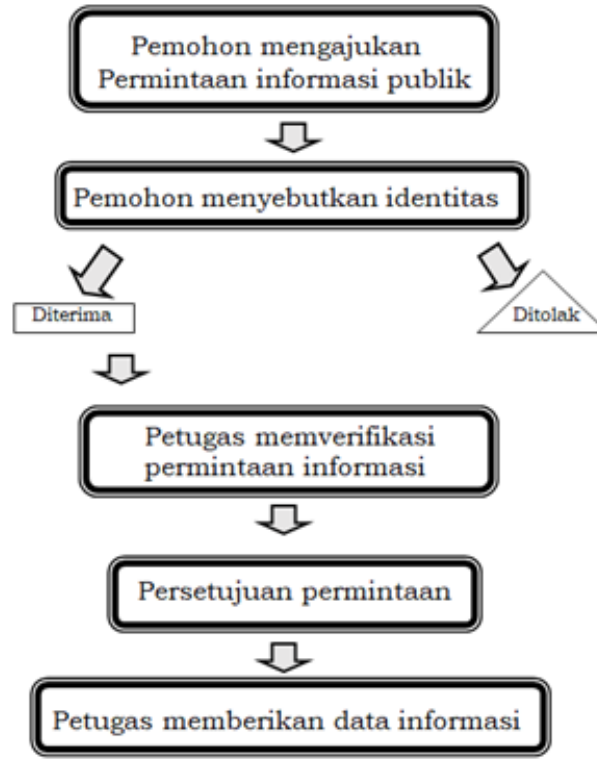 Pemohon mengajukan
Permintaan informasi publik
Pemohon menyebutkan identitas
Diterima
Ditolak
Petugas memverifikasi
permintaan informasi
Persetujuan permintaan
Petugas memberikan data informasi